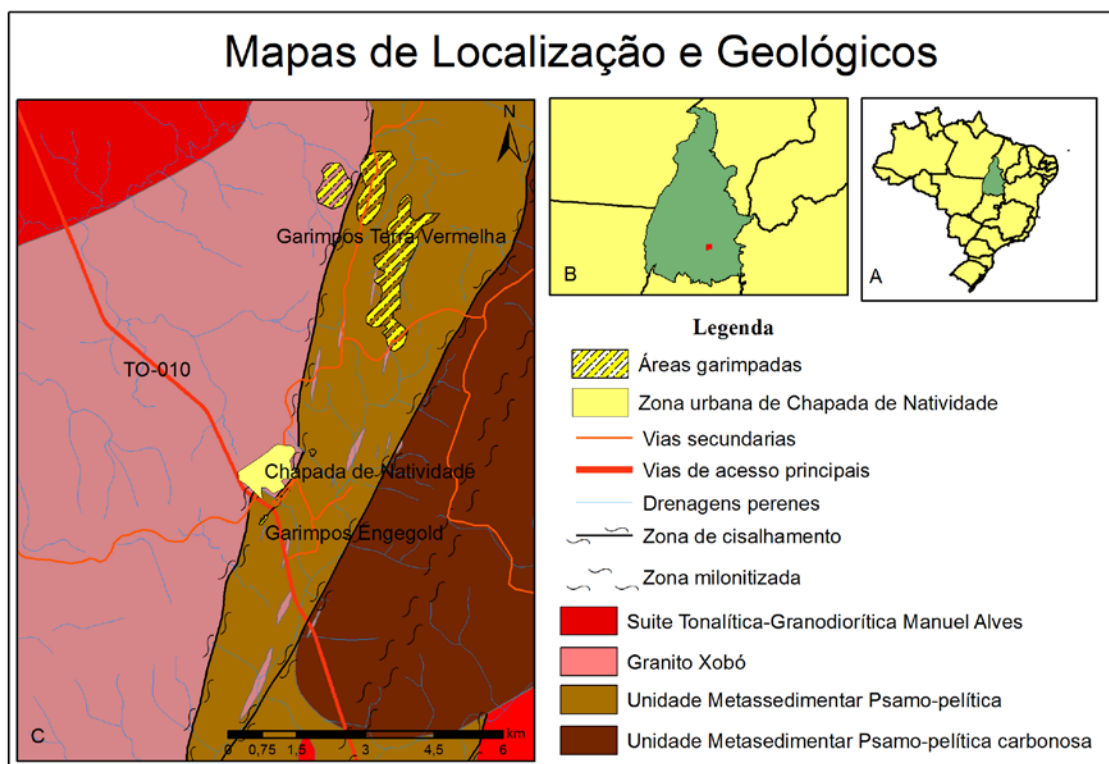 Mapas de Localização e Geológicos
N
Garimpos Terra Vermelha
TO-010
Chapada de Natividade
Garimpos Engegold
C
km
0 0,75 1,5 3 4,5 6
B
A
Legenda
Áreas garimpadas
Zona urbana de Chapada de Natividade
Vias secundarias
Vias de acesso principais
Drenagens perenes
Zona de cisalhamento
Zona milonitizada
Suite Tonalítica-Granodiorítica Manuel Alves
Granito Xobó
Unidade Metassedimentar Psamo-pelítica
Unidade Metasedimentar Psamo-pelítica carbonosa